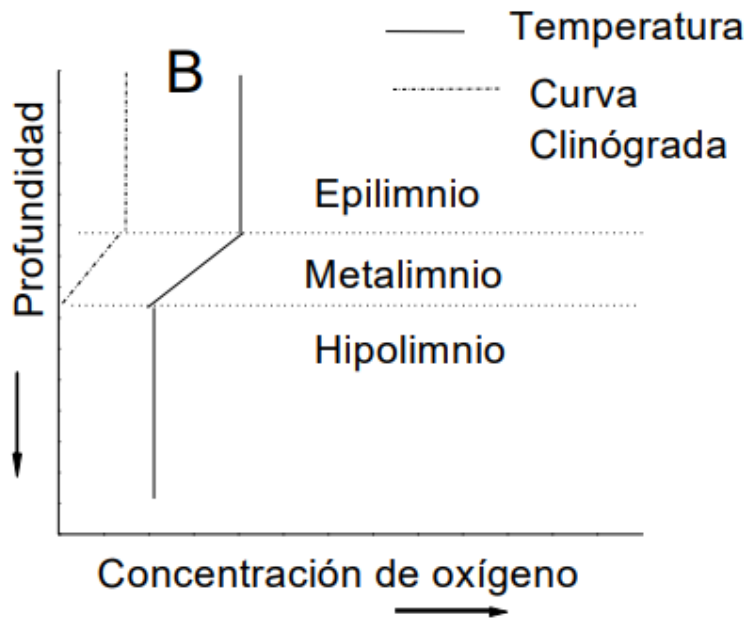 Temperatura
B
Curva
Clinógrada
Profundidad
Epilimnio
Metalimnio
Hipolimnio
Concentración de oxígeno